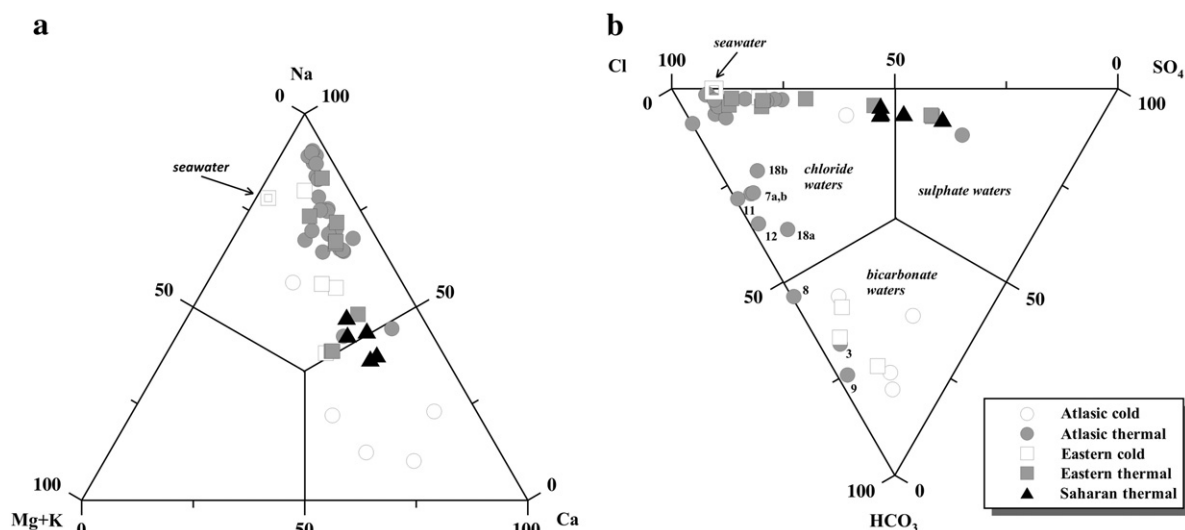 a
Na
0 100
seawater
50
50
100
0
Mg+K
0
50
100
Ca
b
seawater
Cl
100
50
0
SO4
0
100
18b
chloride
waters
sulphate waters
7a,b
11
12
18a
bicarbonate
waters
50
8
50
3
9
100
0
HCO3
Atlasic cold
Atlasic thermal
Eastern cold
Eastern thermal
Saharan thermal